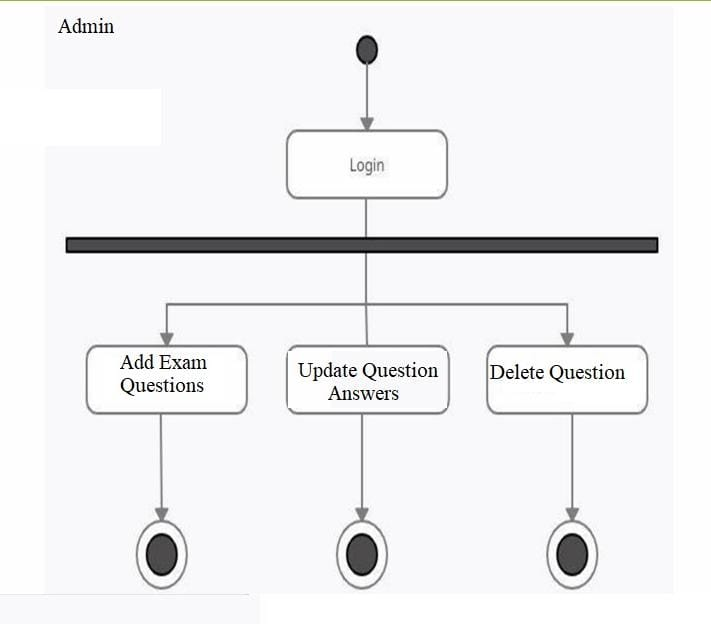 Admin
Login
Add Exam
Questions
Update Question
Answers
Delete Question